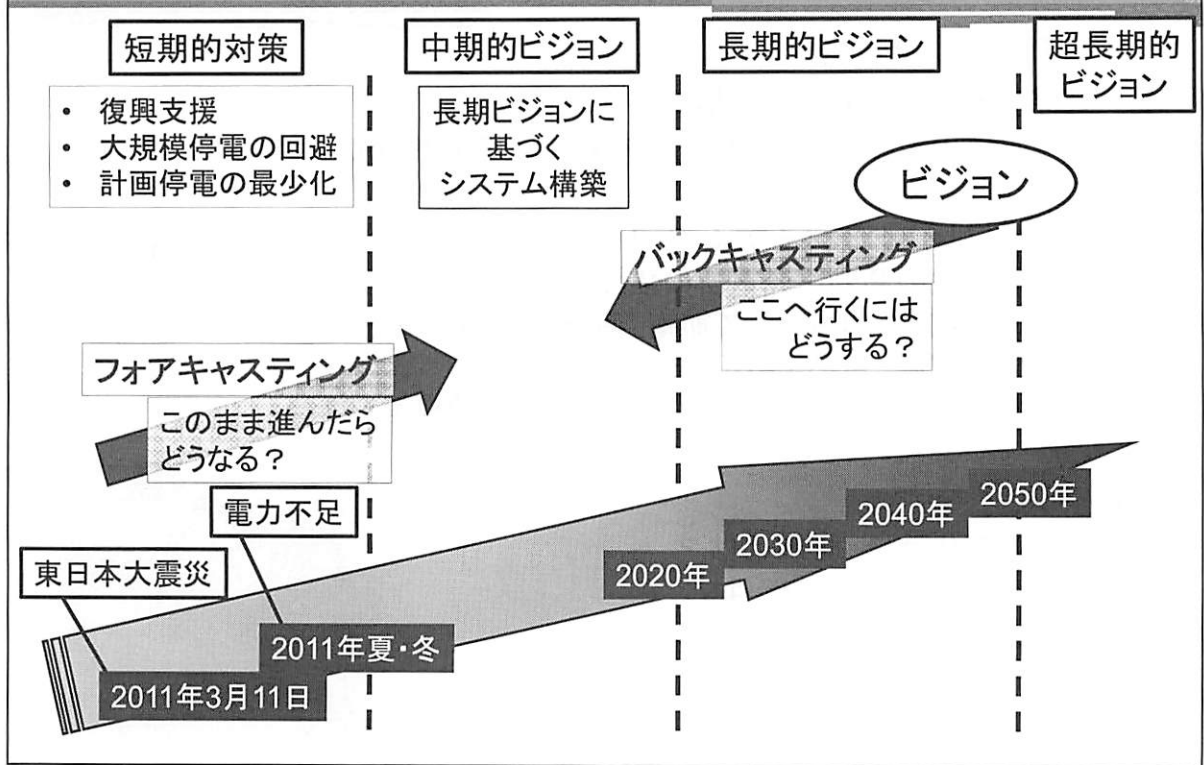 短期的対策
中期的ビジョン
長期的ビジョン
超長期的
ビジョン
・ 復興支援
・ 大規模停電の回避
・ 計画停電の最少化
長期ビジョンに
基づく
システム構築
ビジョン
バックキャスティング
ここへ行くには
どうする？
フォアキャスティング
このまま進んだら
どうなる？
電力不足
東日本大震災
2011年3月11日
2011年夏・冬
2020年
2030年
2040年
2050年